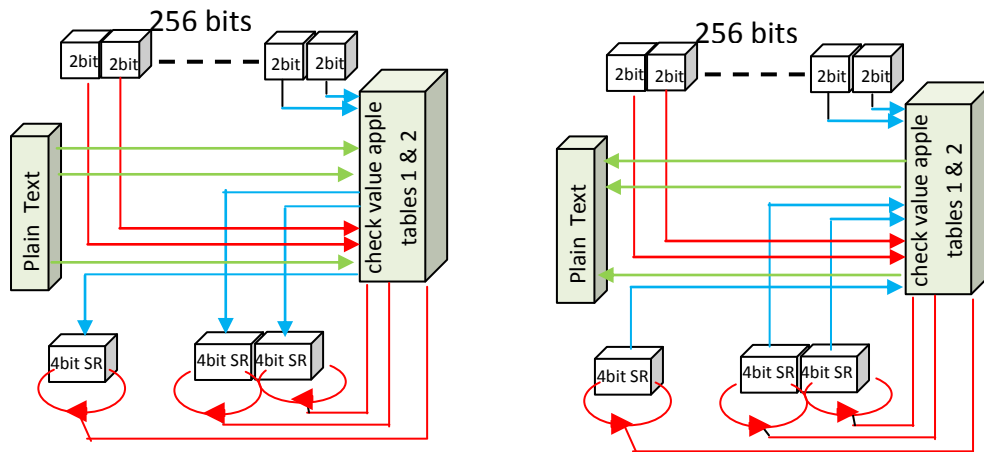 256 bits
2bit 2bit 2bit 2bit
Plain Text
check value apple
tables 1 & 2
4bit SR 4bit SR 4bit SR
256 bits
2bit 2bit 2bit 2bit
Plain Text
check value apple
tables 1 & 2
4bit SR 4bit SR 4bit SR